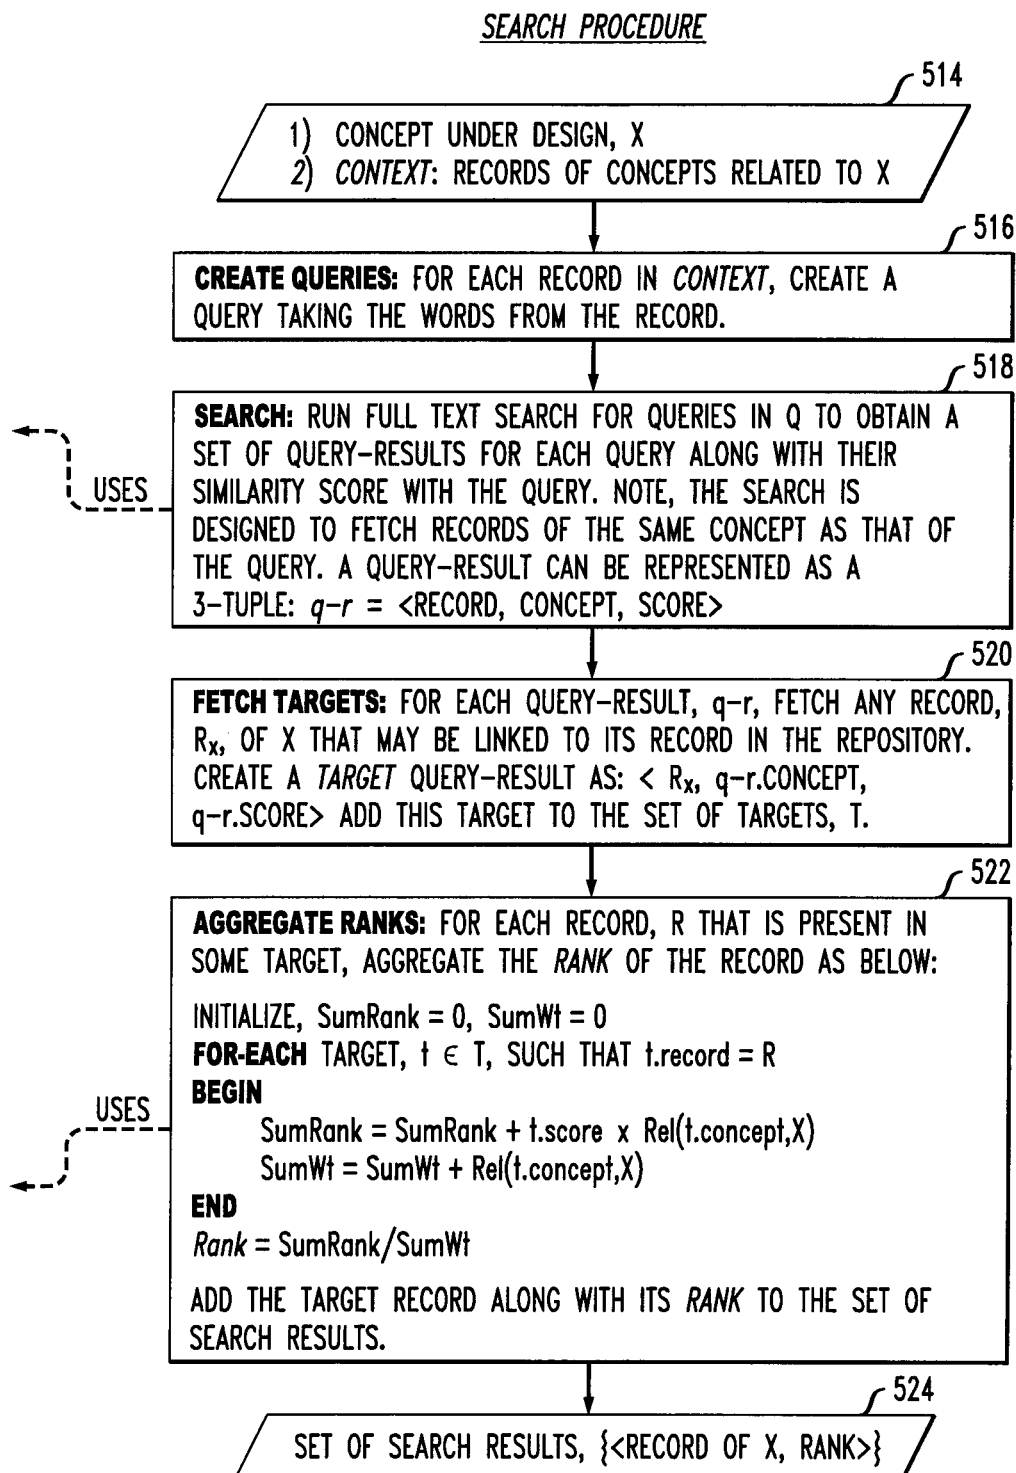 SEARCH PROCEDURE
514
1) CONCEPT UNDER DESIGN, X
2) CONTEXT: RECORDS OF CONCEPTS RELATED TO X
516
CREATE QUERIES: FOR EACH RECORD IN CONTEXT, CREATE A
QUERY TAKING THE WORDS FROM THE RECORD.
518
SEARCH: RUN FULL TEXT SEARCH FOR QUERIES IN Q TO OBTAIN A
SET OF QUERY-RESULTS FOR EACH QUERY ALONG WITH THEIR
SIMILARITY SCORE WITH THE QUERY. NOTE, THE SEARCH IS
DESIGNED TO FETCH RECORDS OF THE SAME CONCEPT AS THAT OF
THE QUERY. A QUERY-RESULT CAN BE REPRESENTED AS A
3-TUPLE: q-r = <RECORD, CONCEPT, SCORE>
USES
520
FETCH TARGETS: FOR EACH QUERY-RESULT, q-r, FETCH ANY RECORD,
Rx, OF X THAT MAY BE LINKED TO ITS RECORD IN THE REPOSITORY.
CREATE A TARGET QUERY-RESULT AS: < Rx, q-r.CONCEPT,
q-r.SCORE> ADD THIS TARGET TO THE SET OF TARGETS, T.
522
AGGREGATE RANKS: FOR EACH RECORD, R THAT IS PRESENT IN
SOME TARGET, AGGREGATE THE RANK OF THE RECORD AS BELOW:
INITIALIZE, SumRank = 0, SumWt = 0
FOR-EACH TARGET, t ∈ T, SUCH THAT t.record = R
BEGIN
SumRank = SumRank + t.score x Rel(t.concept,X)
SumWt = SumWt + Rel(t.concept,X)
END
Rank = SumRank/SumWt
ADD THE TARGET RECORD ALONG WITH ITS RANK TO THE SET OF
SEARCH RESULTS.
USES
524
SET OF SEARCH RESULTS, {<RECORD OF X, RANK>}